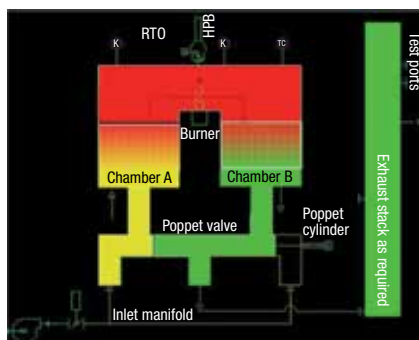 RTO
HPB
K
K
TC
Test ports
Burner
Chamber A
Chamber B
Exhaust stack as required
Poppet valve
Poppet
cylinder
Inlet manifold